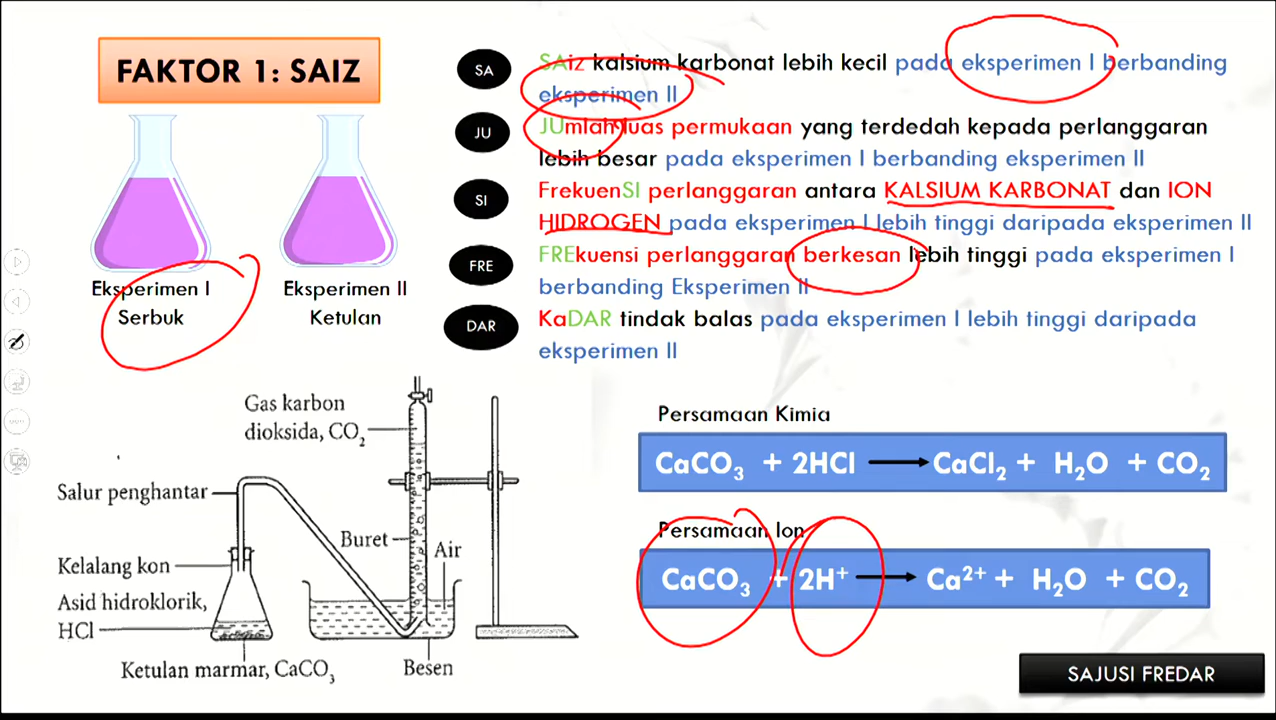 FAKTOR 1: SAIZ
SA
SAiz kalsium karbonat lebih kecil pada eksperimen I berbanding
eksperimen II
JU
JUmlah luas permukaan yang terdedah kepada perlanggaran
lebih besar pada eksperimen I berbanding eksperimen II
SI
FrekuenSI perlanggaran antara KALSIUM KARBONAT dan ION
HIDROGEN pada eksperimen I lebih tinggi daripada eksperimen II
FRE
FREkuensi perlanggaran berkesan lebih tinggi pada eksperimen I
berbanding Eksperimen II
DAR
KaDAR tindak balas pada eksperimen I lebih tinggi daripada
eksperimen II
Eksperimen I
Serbuk
Eksperimen II
Ketulan
Gas karbon
dioksida, CO₂
Salur penghantar
Buret
Air
Kelalang kon
Asid hidroklorik,
HCl
Ketulan marmar, CaCO₃
Besen
Persamaan Kimia
CaCO₃ + 2HCl → CaCl₂ + H₂O + CO₂
Persamaan Ion
CaCO₃ + 2H⁺ → Ca²⁺ + H₂O + CO₂
SAJUSI FREDAR